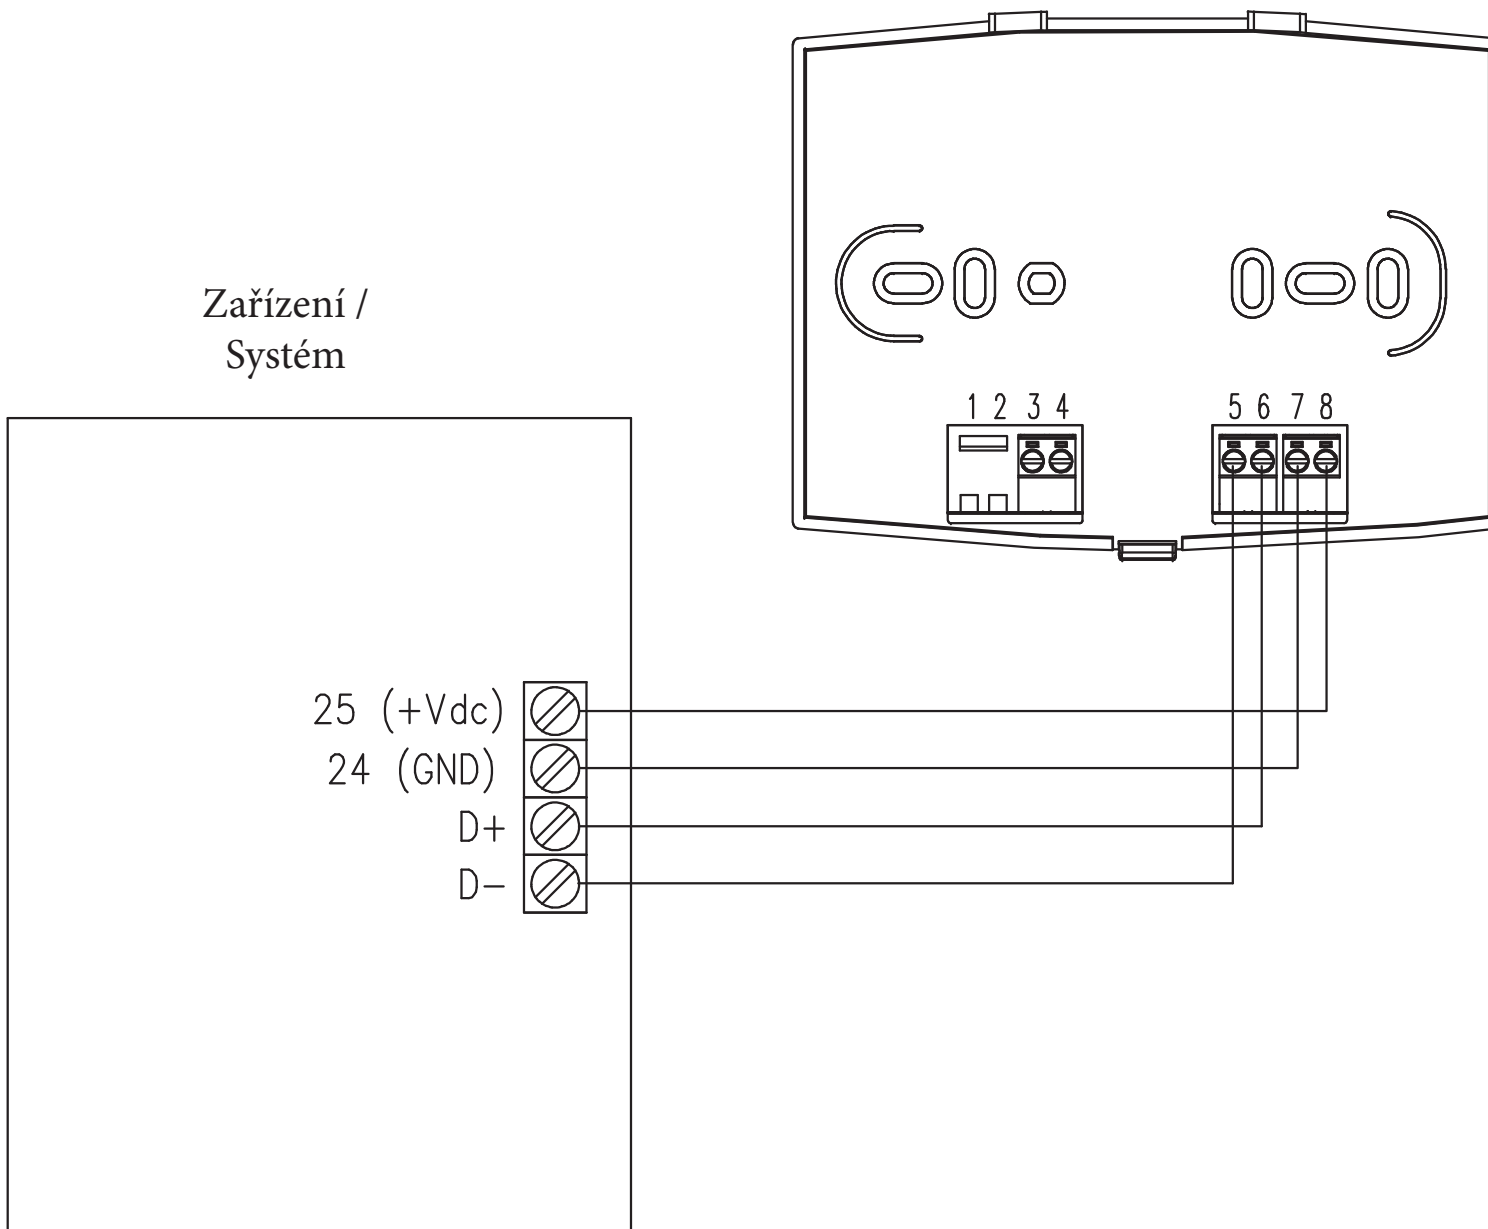 Zařízení /
Systém
1 2 3 4
5 6 7 8
25 (+Vdc)
24 (GND)
D+
D-